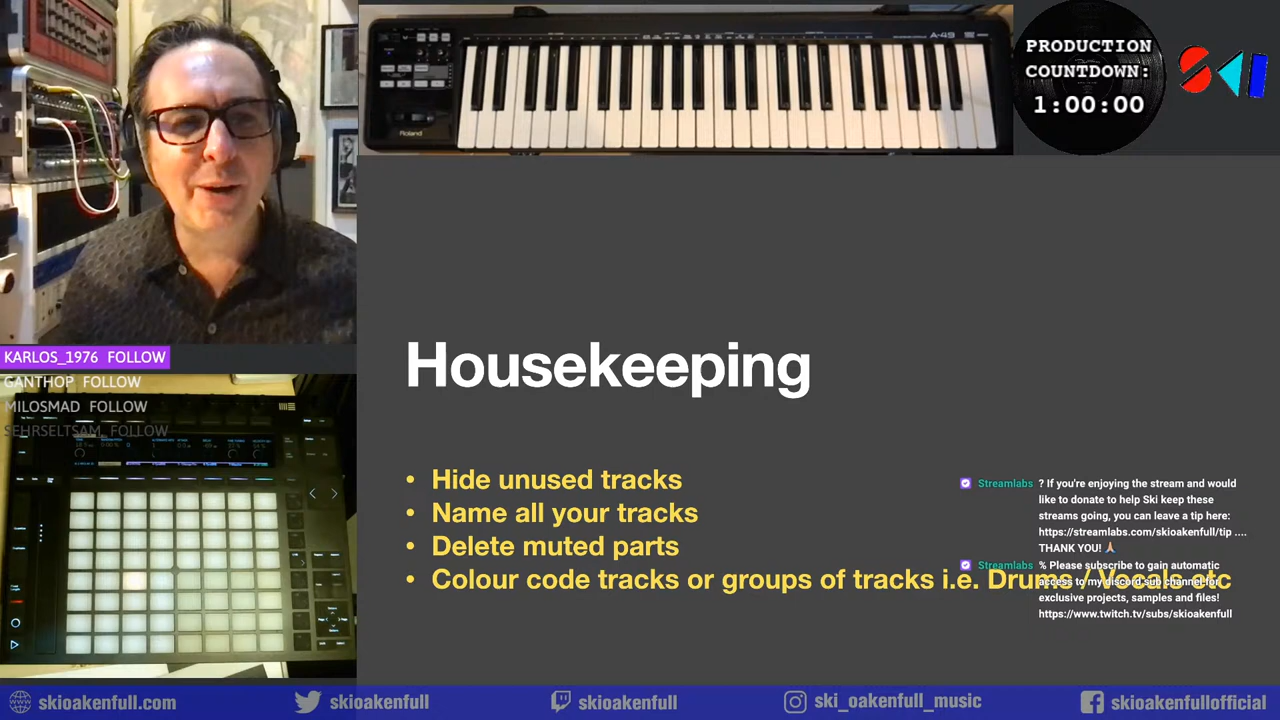 A-49
Roland
PRODUCTION
COUNTDOWN:
1:00:00
SKI
KARLOS_1976 FOLLOW
GANTHOP FOLLOW
MILOSMAD FOLLOW
SEHRSELTSAM_FOLLOW
Housekeeping
• Hide unused tracks
• Name all your tracks
• Delete muted parts
• Colour code tracks or groups of tracks i.e. Drums / Vocals etc
Streamlabs ? If you're enjoying the stream and would
like to donate to help Ski keep these
streams going, you can leave a tip here:
https://streamlabs.com/skioakenfull/tip ....
THANK YOU! 🙏
Streamlabs % Please subscribe to gain automatic
access to my discord sub channel for
exclusive projects, samples and files!
https://www.twitch.tv/subs/skioakenfull
skioakenfull.com
skioakenfull
skioakenfull
ski_oakenfull_music
skioakenfullofficial